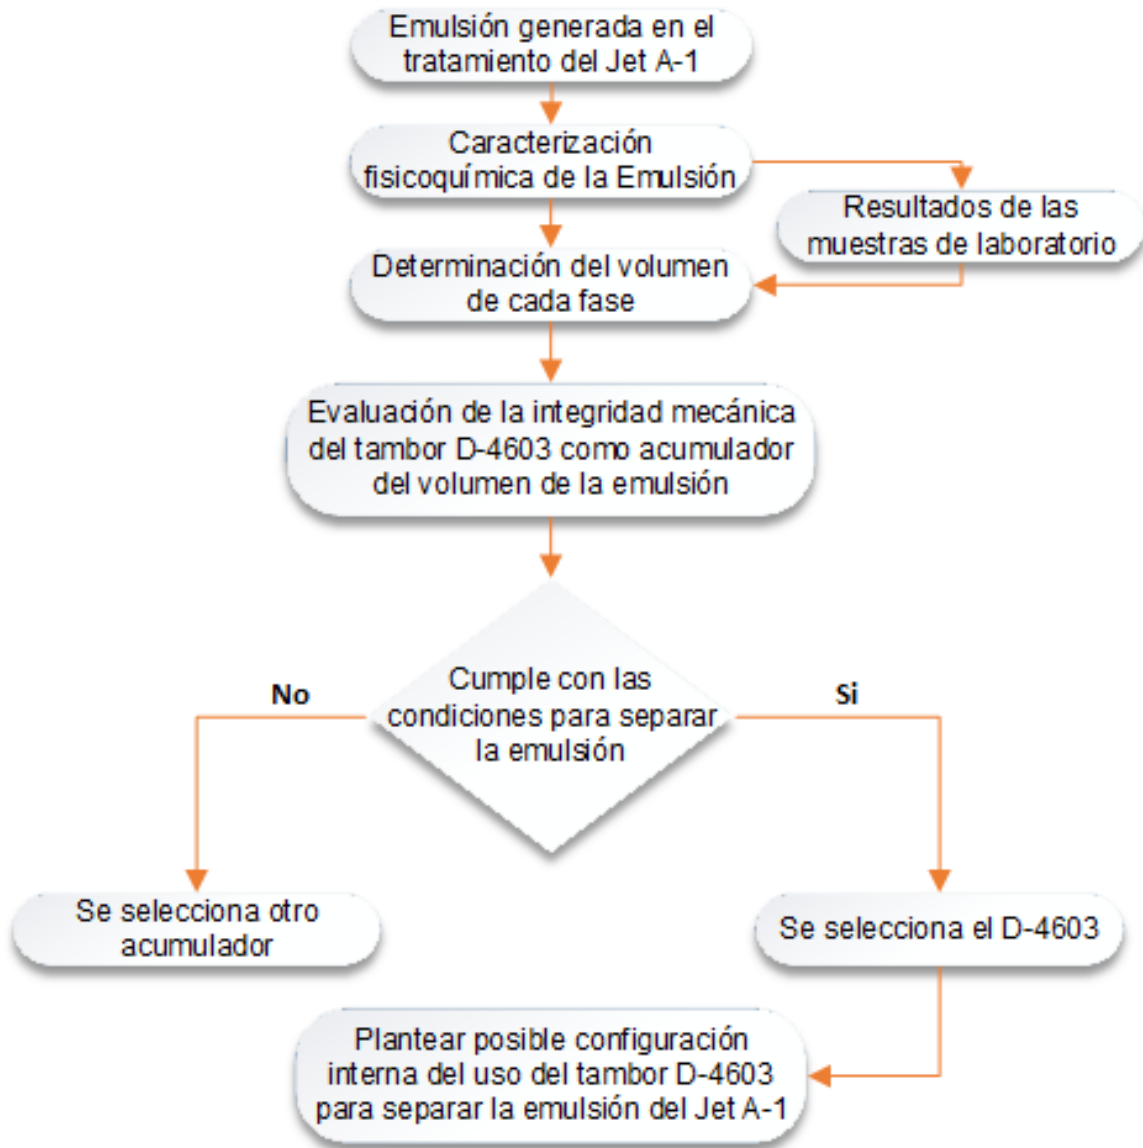 Emulsión generada en el
tratamiento del Jet A-1
Caracterización
fisicoquímica de la Emulsión
Resultados de las
muestras de laboratorio
Determinación del volumen
de cada fase
Evaluación de la integridad mecánica
del tambor D-4603 como acumulador
del volumen de la emulsión
Cumple con las
condiciones para separar
la emulsión
No
Si
Se selecciona otro
acumulador
Se selecciona el D-4603
Plantear posible configuración
interna del uso del tambor D-4603
para separar la emulsión del Jet A-1